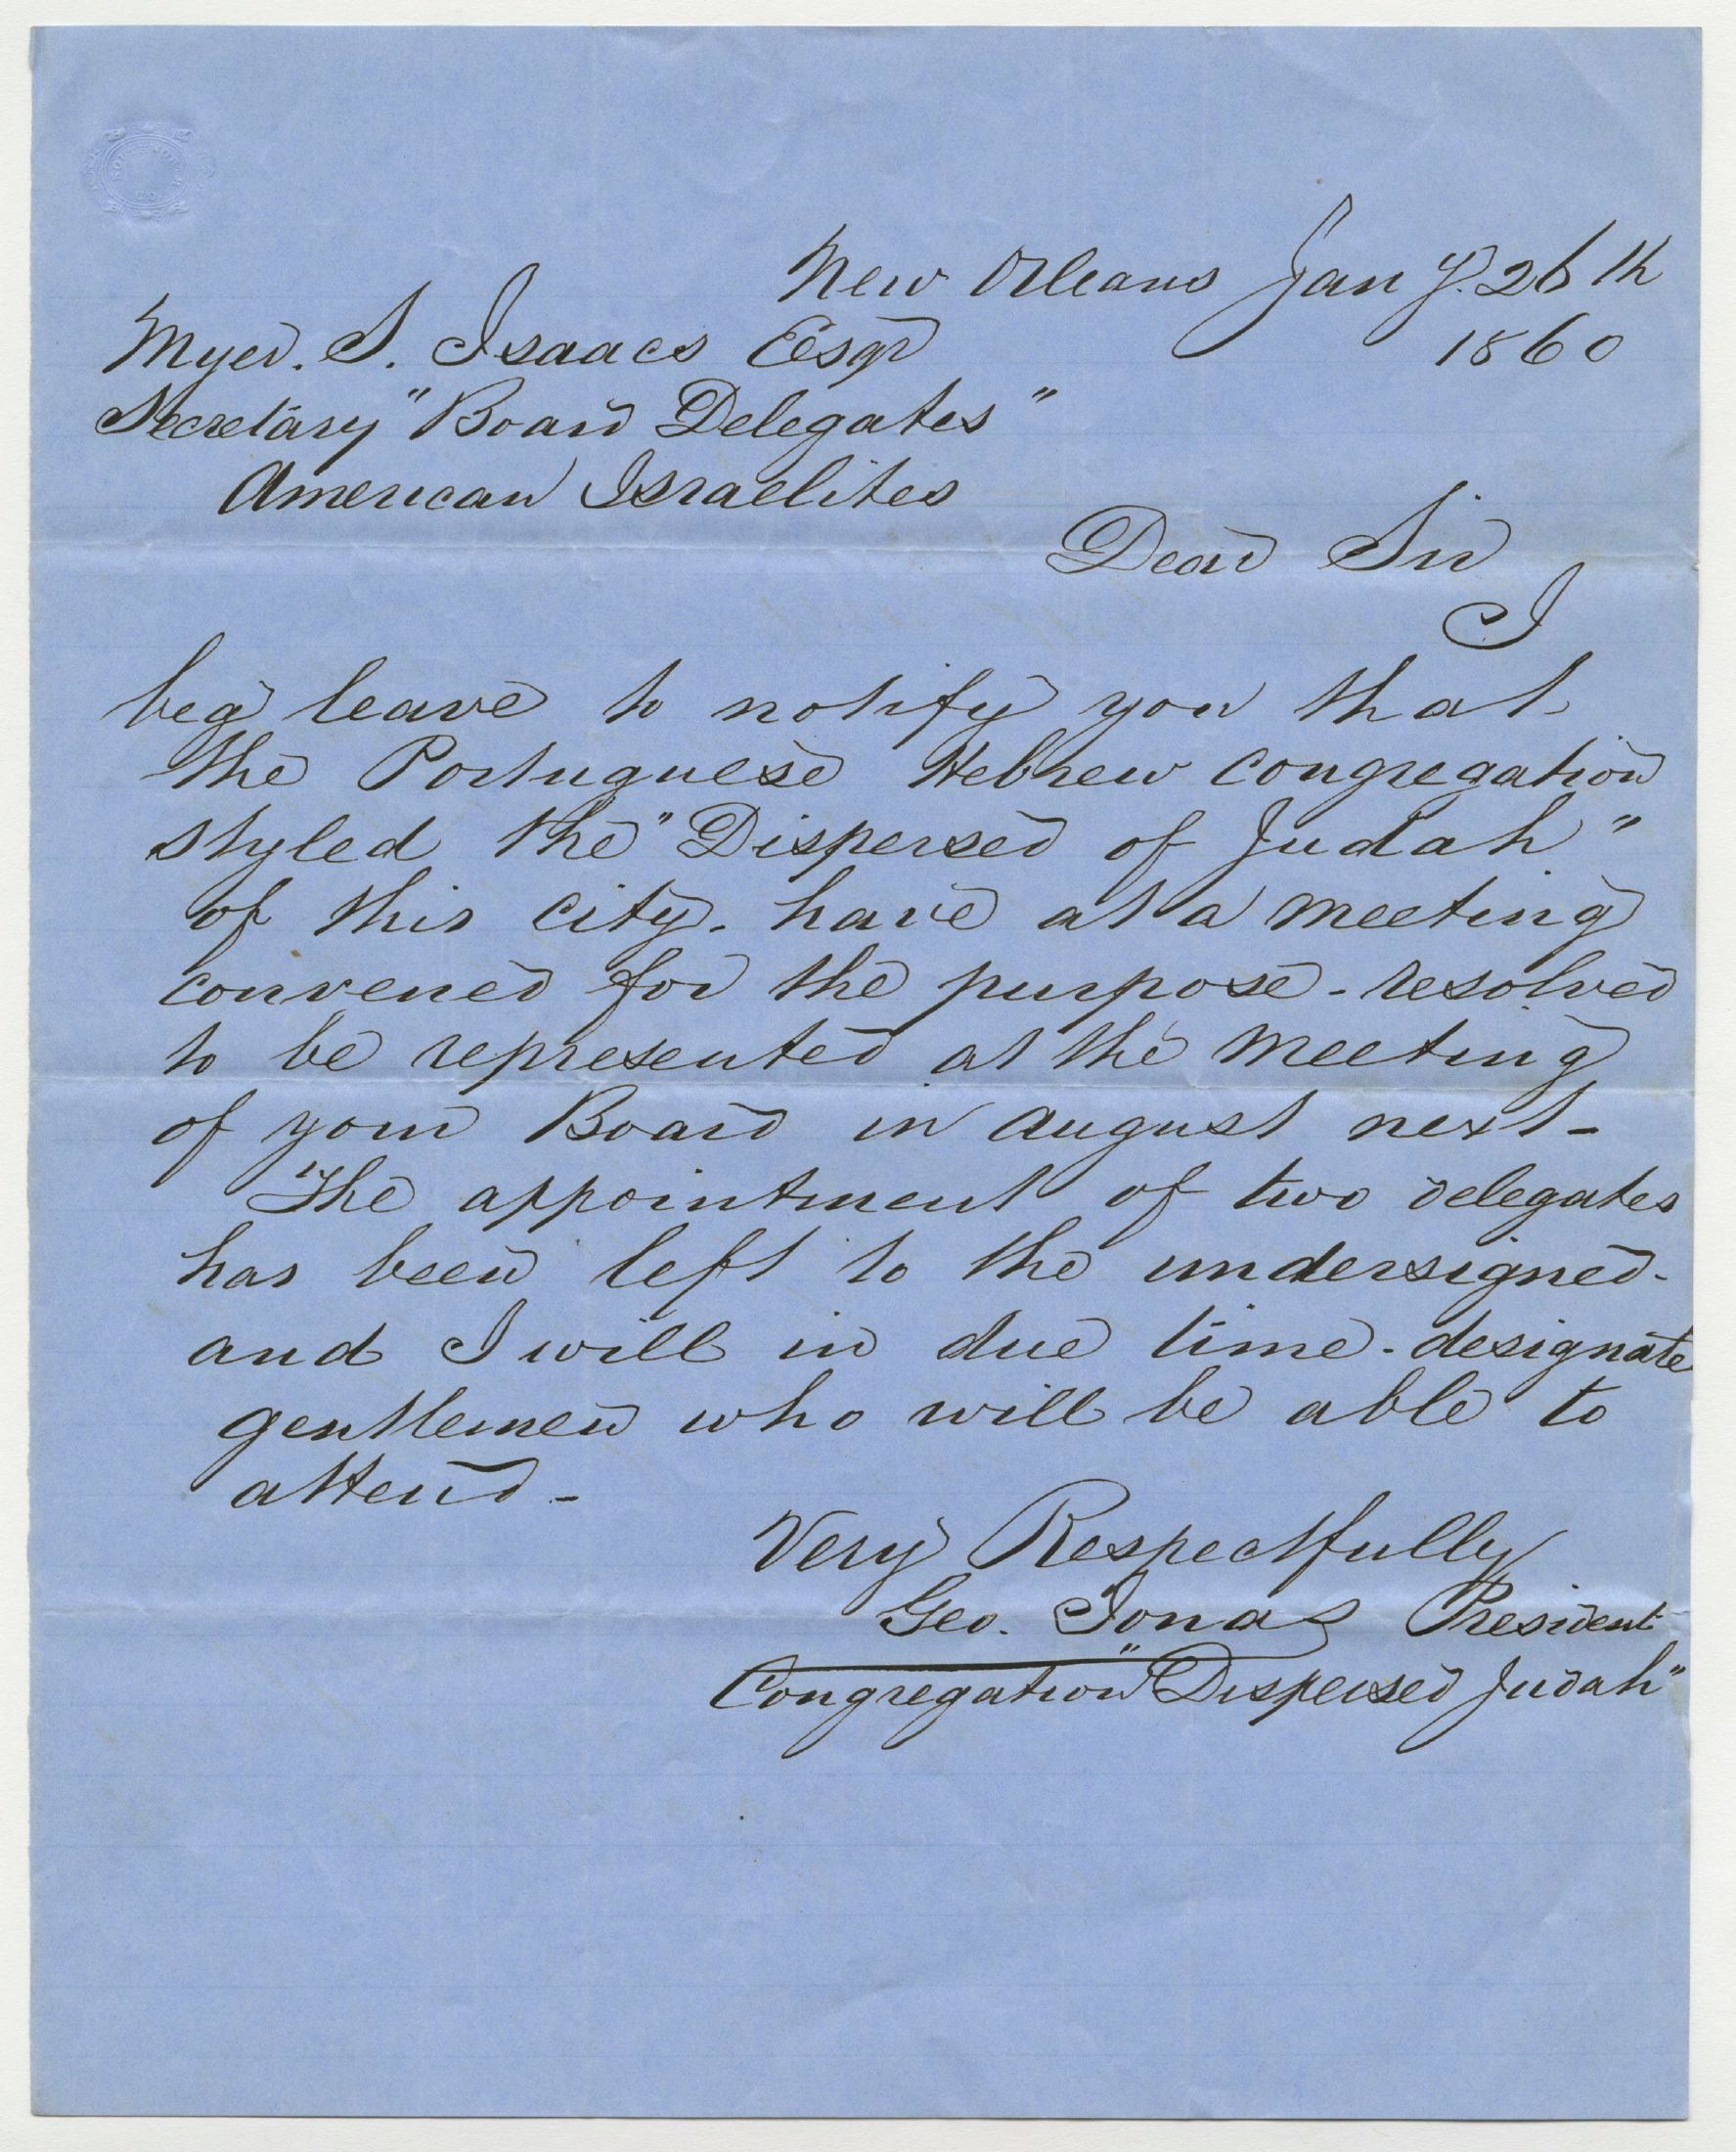 New Orleans Jany. 26th
1860
Myer. S. Isaacs Esqr
Secretary "Board Delegates"
American Israelites
Dear Sir
I
beg leave to notify you that
the Portuguese Hebrew congregation
styled the "Dispersed of Judah"
of this city. have at a meeting
convened for the purpose - resolved
to be represented at the meeting
of your Board in august next -
The appointment of two delegates
has been left to the undersigned -
and I will in due time - designate
gentlemen who will be able to
attend -
Very Respectfully
Geo. Jonas President
Congregation "Dispersed Judah"